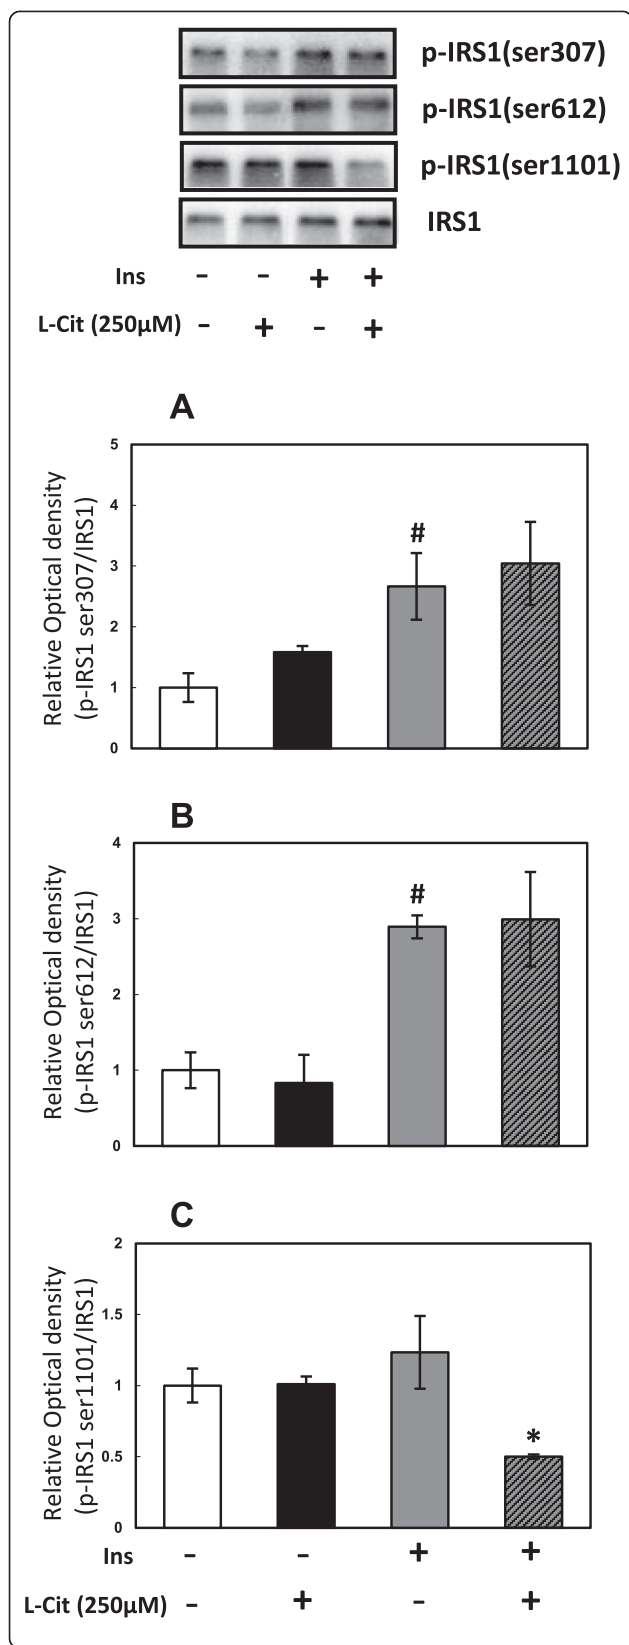 p-IRS1(ser307)
p-IRS1(ser612)
p-IRS1(ser1101)
IRS1
Ins - - + +
L-Cit (250µM) - + - +
A
5
4
3
2
1
0
Relative Optical density
(p-IRS1 ser307/IRS1)
#
B
4
3
2
1
0
Relative Optical density
(p-IRS1 ser612/IRS1)
#
C
2
1.5
1
0.5
0
Relative Optical density
(p-IRS1 ser1101/IRS1)
*
Ins - - + +
L-Cit (250µM) - + - +